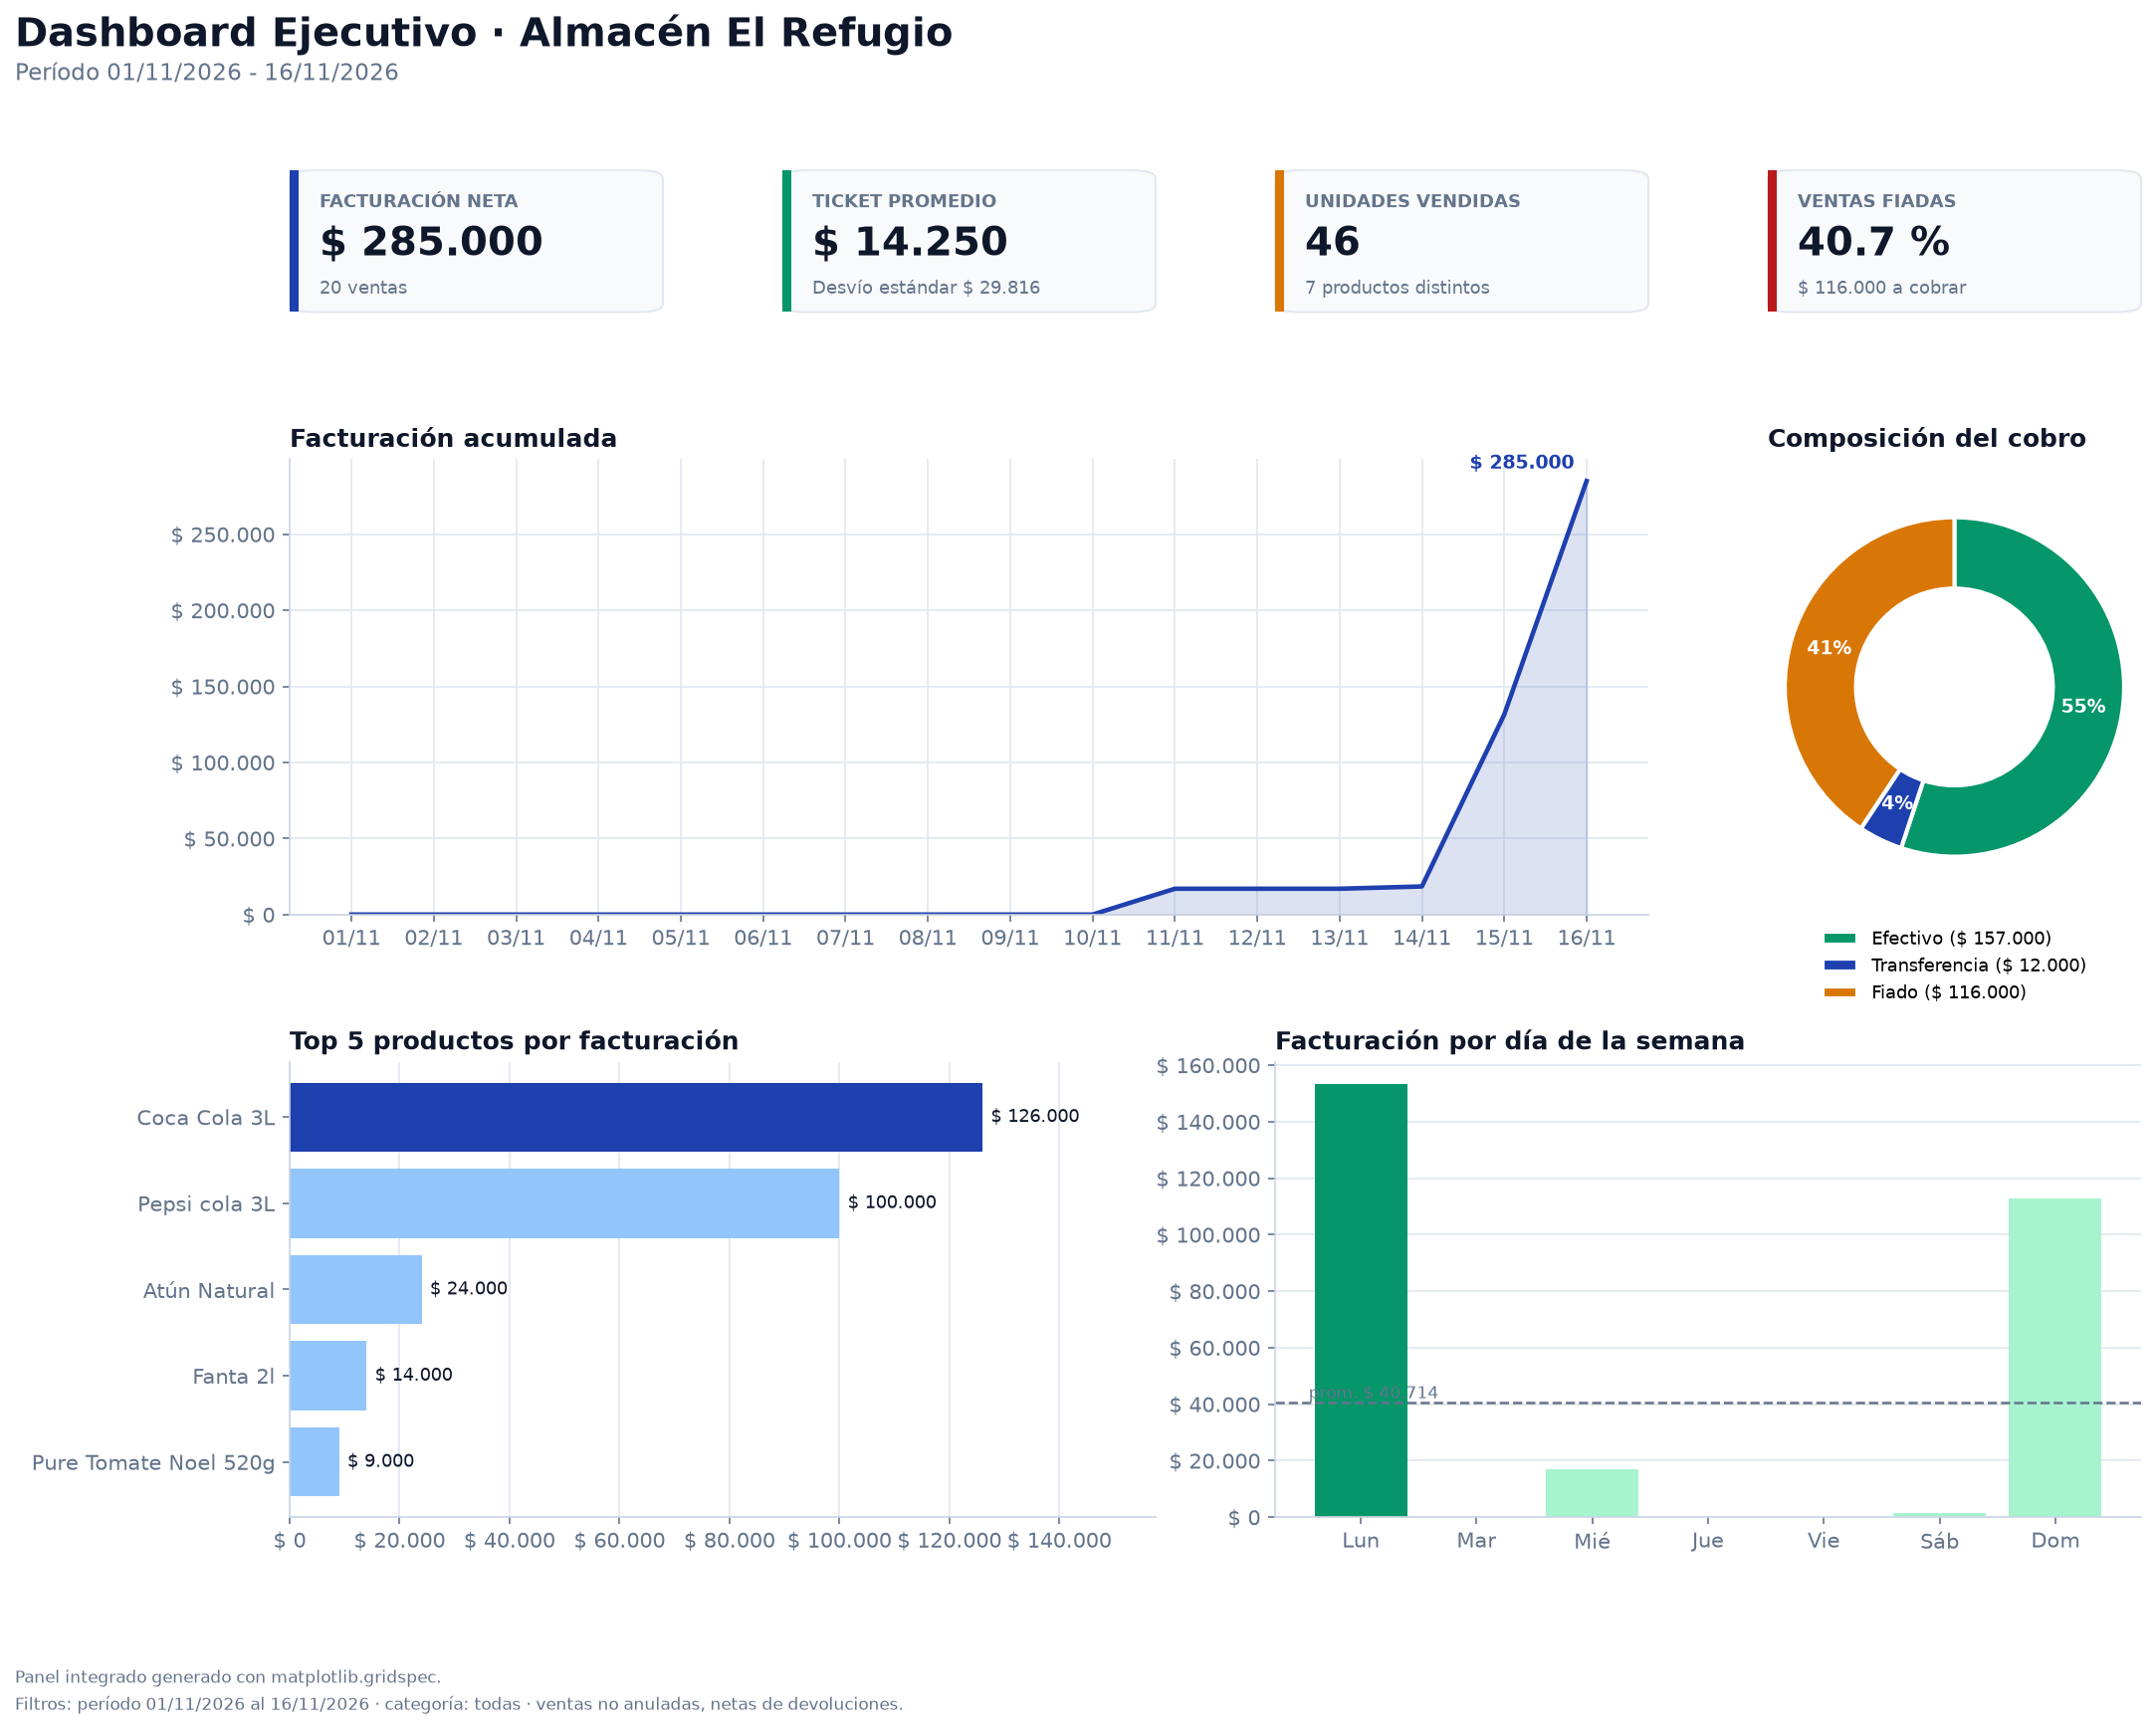 Dashboard Ejecutivo · Almacén El Refugio
Período 01/11/2026 - 16/11/2026
FACTURACIÓN NETA
$ 285.000
20 ventas
TICKET PROMEDIO
$ 14.250
Desvío estándar $ 29.816
UNIDADES VENDIDAS
46
7 productos distintos
VENTAS FIADAS
40.7 %
$ 116.000 a cobrar
Facturación acumulada
$ 285.000
$ 250.000
$ 200.000
$ 150.000
$ 100.000
$ 50.000
$ 0
01/11 02/11 03/11 04/11 05/11 06/11 07/11 08/11 09/11 10/11 11/11 12/11 13/11 14/11 15/11 16/11
Composición del cobro
41%
55%
4%
Efectivo ($ 157.000)
Transferencia ($ 12.000)
Fiado ($ 116.000)
Top 5 productos por facturación
Coca Cola 3L $ 126.000
Pepsi cola 3L $ 100.000
Atún Natural $ 24.000
Fanta 2l $ 14.000
Pure Tomate Noel 520g $ 9.000
$ 0 $ 20.000 $ 40.000 $ 60.000 $ 80.000 $ 100.000 $ 120.000 $ 140.000
Facturación por día de la semana
$ 160.000
$ 140.000
$ 120.000
$ 100.000
$ 80.000
$ 60.000
prom. $ 40.714
$ 40.000
$ 20.000
$ 0
Lun Mar Mié Jue Vie Sáb Dom
Panel integrado generado con matplotlib.gridspec.
Filtros: período 01/11/2026 al 16/11/2026 · categoría: todas · ventas no anuladas, netas de devoluciones.